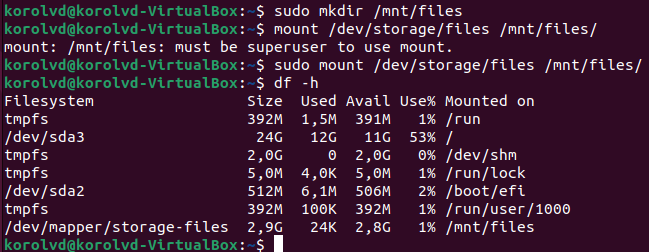 korolvd@korolvd-VirtualBox:~$ sudo mkdir /mnt/files
korolvd@korolvd-VirtualBox:~$ mount /dev/storage/files /mnt/files/
mount: /mnt/files: must be superuser to use mount.
korolvd@korolvd-VirtualBox:~$ sudo mount /dev/storage/files /mnt/files/
korolvd@korolvd-VirtualBox:~$ df -h
Filesystem                 Size  Used Avail Use% Mounted on
tmpfs                      392M  1,5M  391M   1% /run
/dev/sda3                   24G   12G   11G  53% /
tmpfs                      2,0G     0  2,0G   0% /dev/shm
tmpfs                      5,0M  4,0K  5,0M   1% /run/lock
/dev/sda2                  512M  6,1M  506M   2% /boot/efi
tmpfs                      392M  100K  392M   1% /run/user/1000
/dev/mapper/storage-files  2,9G   24K  2,8G   1% /mnt/files
korolvd@korolvd-VirtualBox:~$